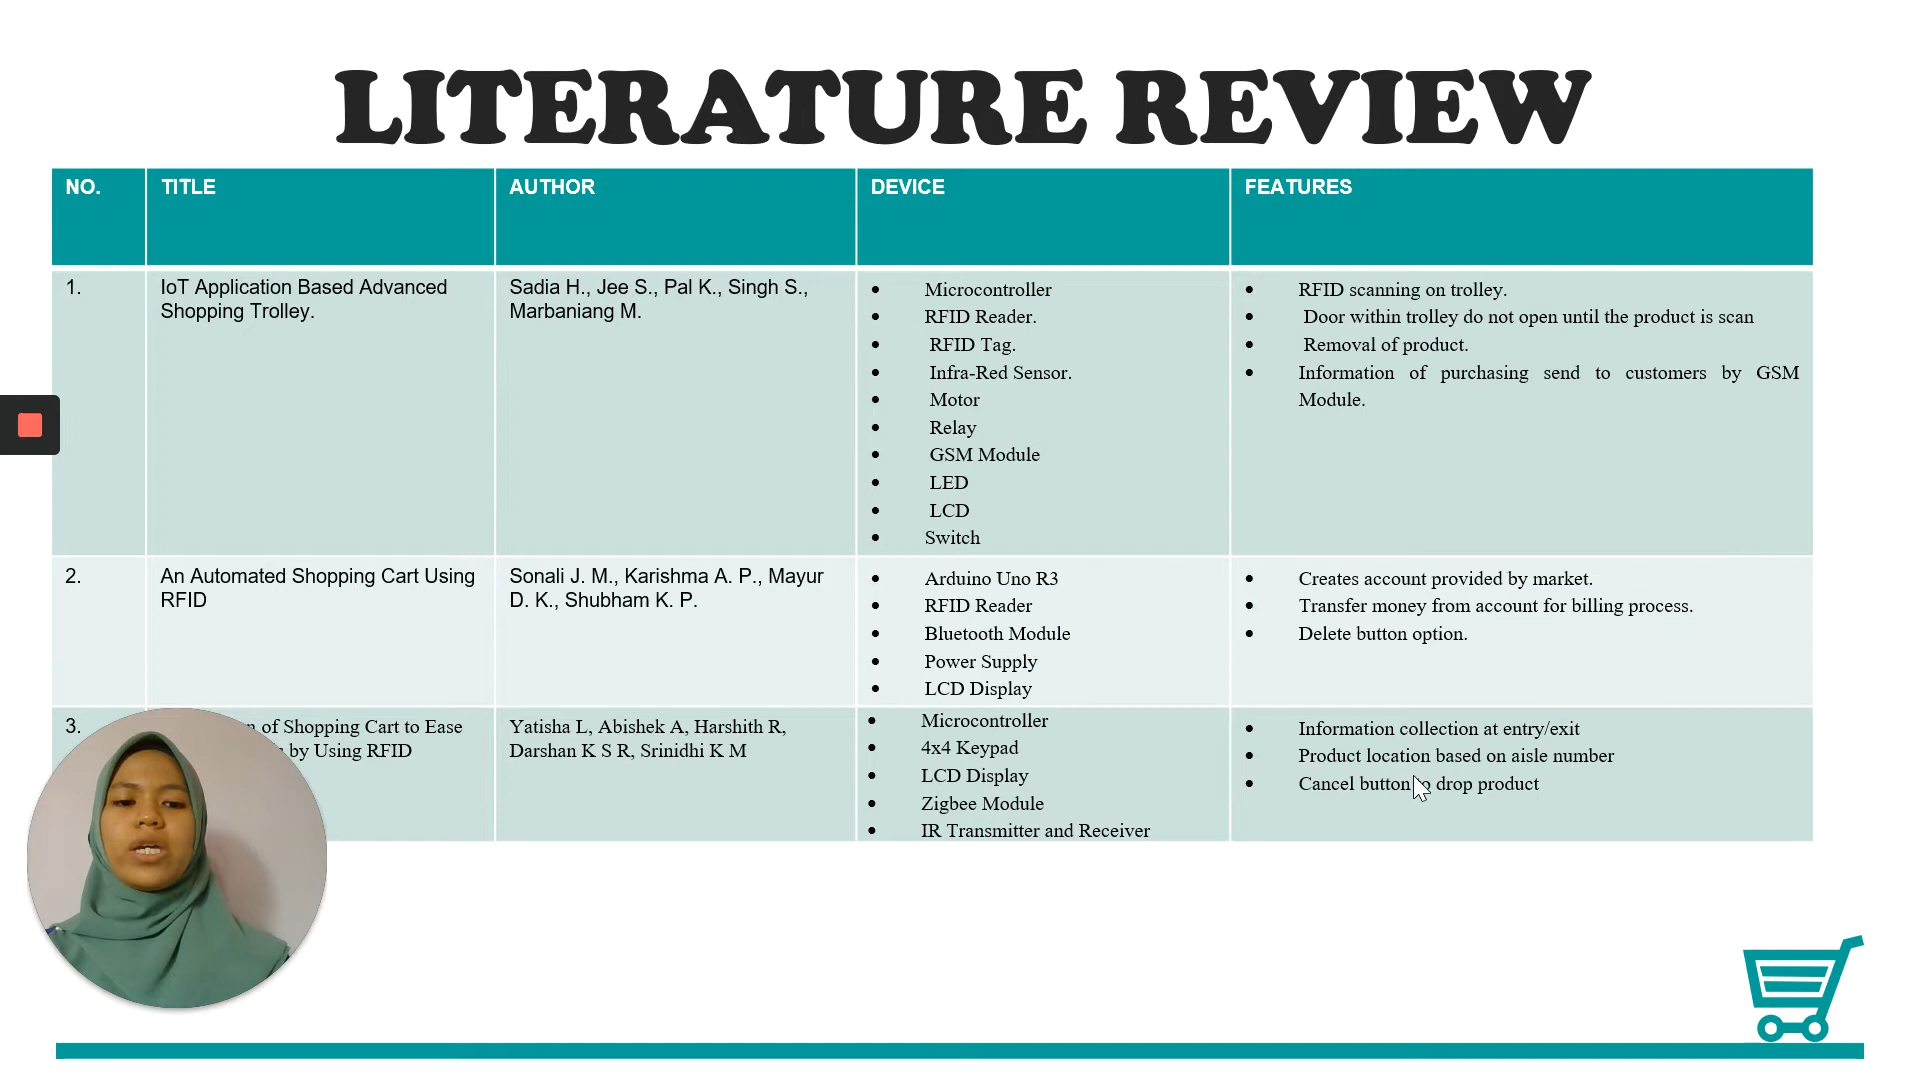 LITERATURE REVIEW
NO.
TITLE
AUTHOR
DEVICE
FEATURES
1.
IoT Application Based Advanced
Shopping Trolley.
Sadia H., Jee S., Pal K., Singh S.,
Marbaniang M.
Microcontroller
RFID Reader.
RFID Tag.
Infra-Red Sensor.
Motor
Relay
GSM Module
LED
LCD
Switch
RFID scanning on trolley.
Door within trolley do not open until the product is scan
Removal of product.
Information of purchasing send to customers by GSM
Module.
2.
An Automated Shopping Cart Using
RFID
Sonali J. M., Karishma A. P., Mayur
D. K., Shubham K. P.
Arduino Uno R3
RFID Reader
Bluetooth Module
Power Supply
LCD Display
Creates account provided by market.
Transfer money from account for billing process.
Delete button option.
3.
of Shopping Cart to Ease
by Using RFID
Yatisha L, Abishek A, Harshith R,
Darshan K S R, Srinidhi K M
Microcontroller
4x4 Keypad
LCD Display
Zigbee Module
IR Transmitter and Receiver
Information collection at entry/exit
Product location based on aisle number
Cancel button to drop product